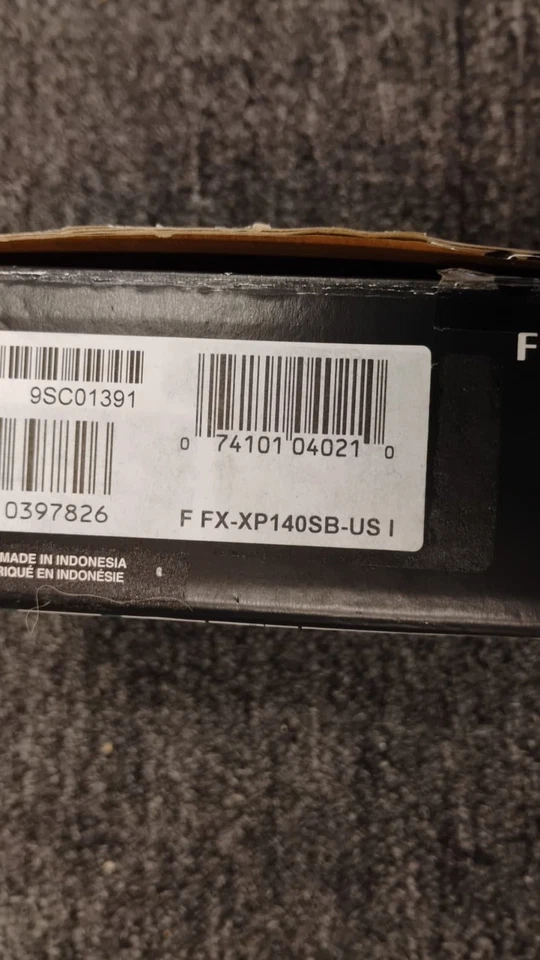 F
9SC01391
0 74101 04021 0
0397826
F FX-XP140SB-US I
MADE IN INDONESIA
RIQUÉ EN INDONÉSIE